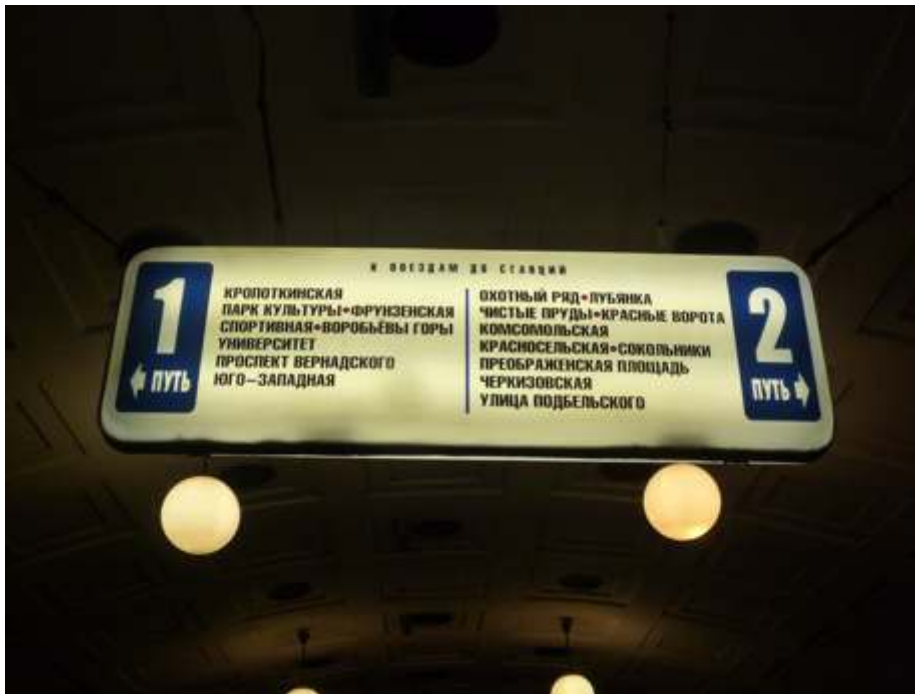 К ПОЕЗДАМ ДО СТАНЦИЙ
1
← ПУТЬ
КРОПОТКИНСКАЯ
ПАРК КУЛЬТУРЫ•ФРУНЗЕНСКАЯ
СПОРТИВНАЯ•ВОРОБЬЁВЫ ГОРЫ
УНИВЕРСИТЕТ
ПРОСПЕКТ ВЕРНАДСКОГО
ЮГО-ЗАПАДНАЯ
ОХОТНЫЙ РЯД•ЛУБЯНКА
ЧИСТЫЕ ПРУДЫ•КРАСНЫЕ ВОРОТА
КОМСОМОЛЬСКАЯ
КРАСНОСЕЛЬСКАЯ•СОКОЛЬНИКИ
ПРЕОБРАЖЕНСКАЯ ПЛОЩАДЬ
ЧЕРКИЗОВСКАЯ
УЛИЦА ПОДБЕЛЬСКОГО
2
ПУТЬ →